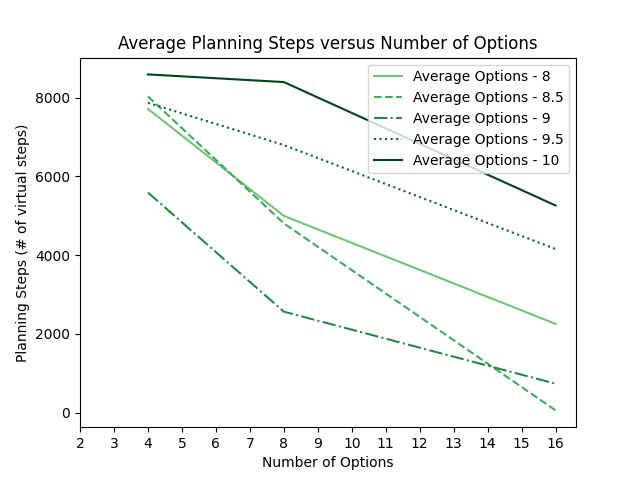 Average Planning Steps versus Number of Options
Average Options - 8
Average Options - 8.5
Average Options - 9
Average Options - 9.5
Average Options - 10
Planning Steps (# of virtual steps)
8000
6000
4000
2000
0
2 3 4 5 6 7 8 9 10 11 12 13 14 15 16
Number of Options